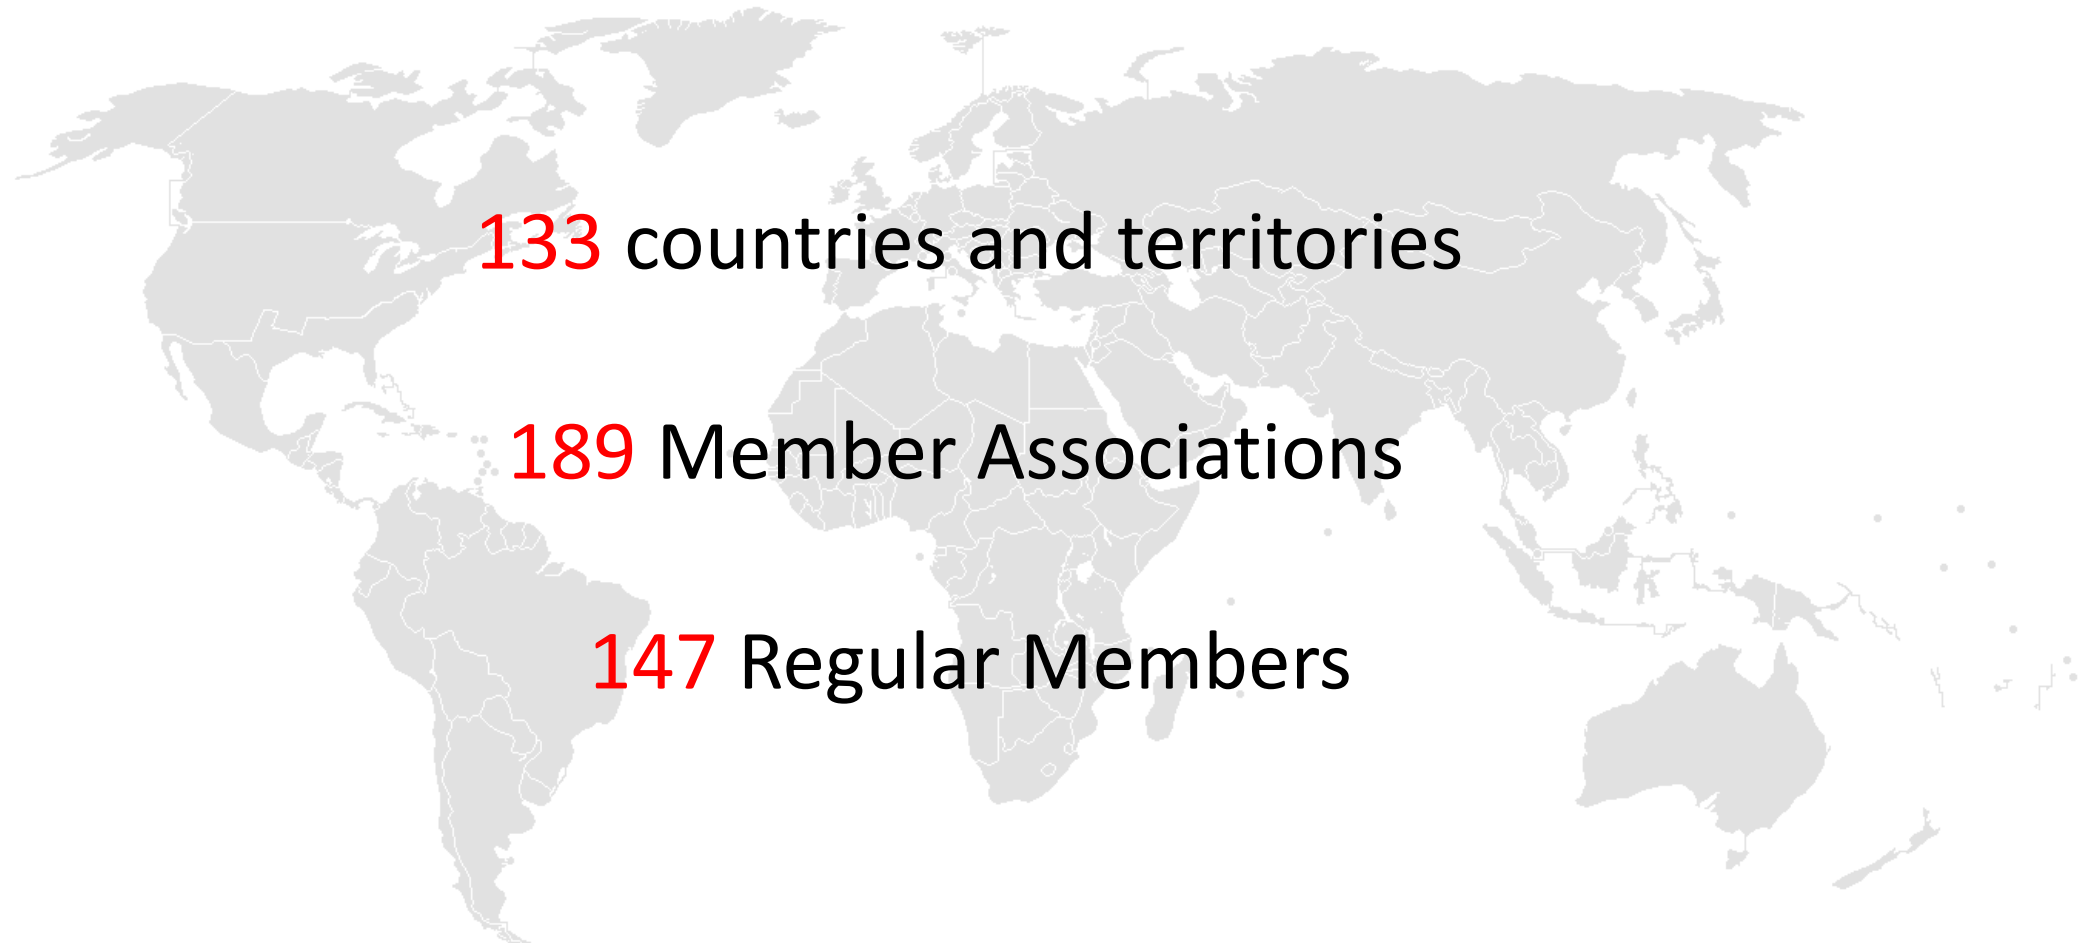 133 countries and territories
189 Member Associations
147 Regular Members